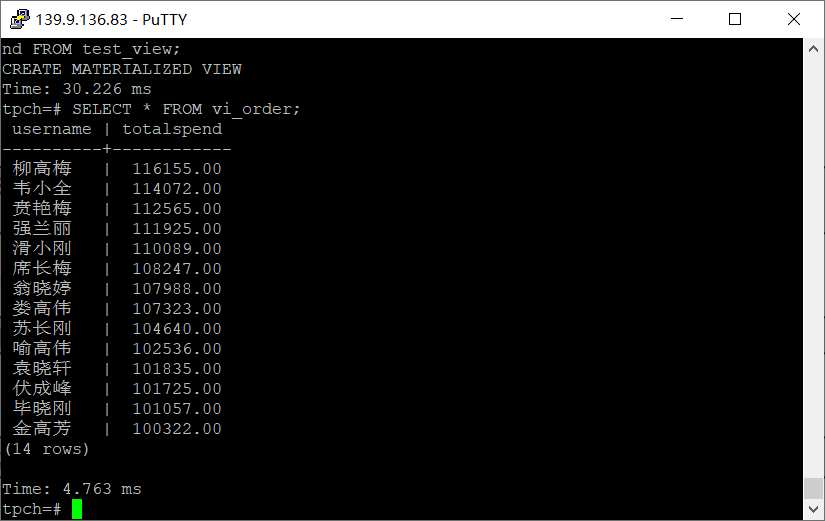 139.9.136.83 - PuTTY
nd FROM test_view;
CREATE MATERIALIZED VIEW
Time: 30.226 ms
tpch=# SELECT * FROM vi_order;
 username | totalspend
----------+------------
 柳高梅   |  116155.00
 韦小全   |  114072.00
 贲艳梅   |  112565.00
 强兰丽   |  111925.00
 滑小刚   |  110089.00
 席长梅   |  108247.00
 翁晓婷   |  107988.00
 娄高伟   |  107323.00
 苏长刚   |  104640.00
 喻高伟   |  102536.00
 袁晓轩   |  101835.00
 伏成峰   |  101725.00
 毕晓刚   |  101057.00
 金高芳   |  100322.00
(14 rows)
Time: 4.763 ms
tpch=#